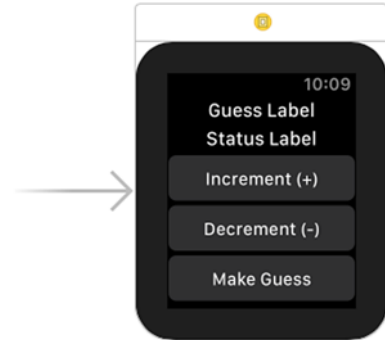 10:09
Guess Label
Status Label
Increment (+)
Decrement (-)
Make Guess